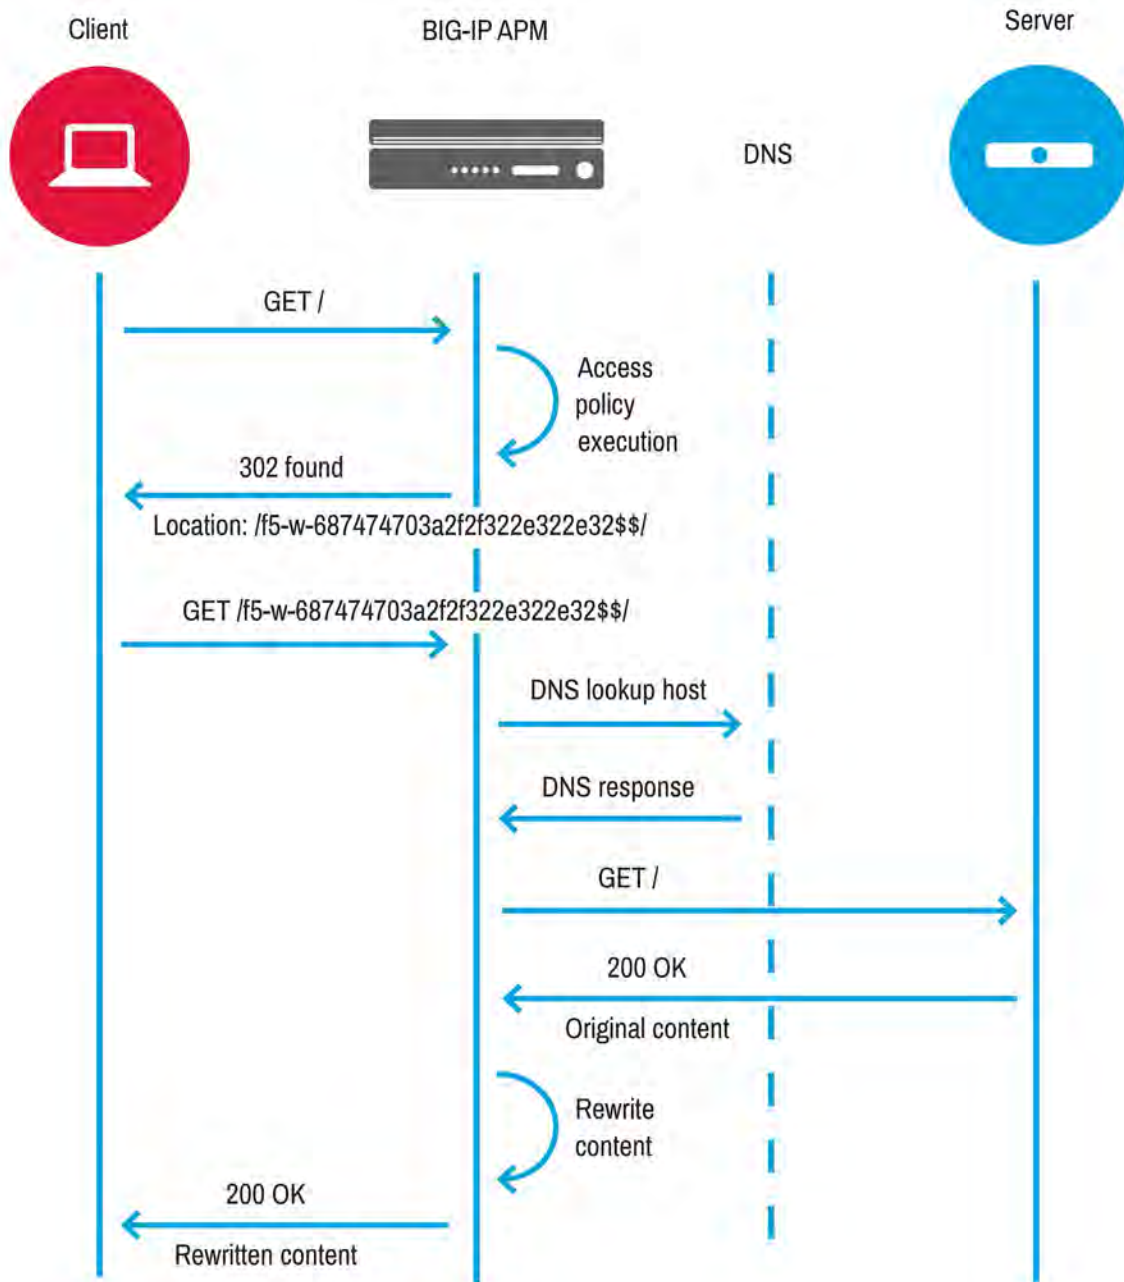 Client
BIG-IP APM
Server
DNS
GET /
Access
policy
execution
302 found
Location: /f5-w-687474703a2f2f322e322e32$$/
GET /f5-w-687474703a2f2f322e322e32$$/
DNS lookup host
DNS response
GET /
200 OK
Original content
Rewrite
content
200 OK
Rewritten content